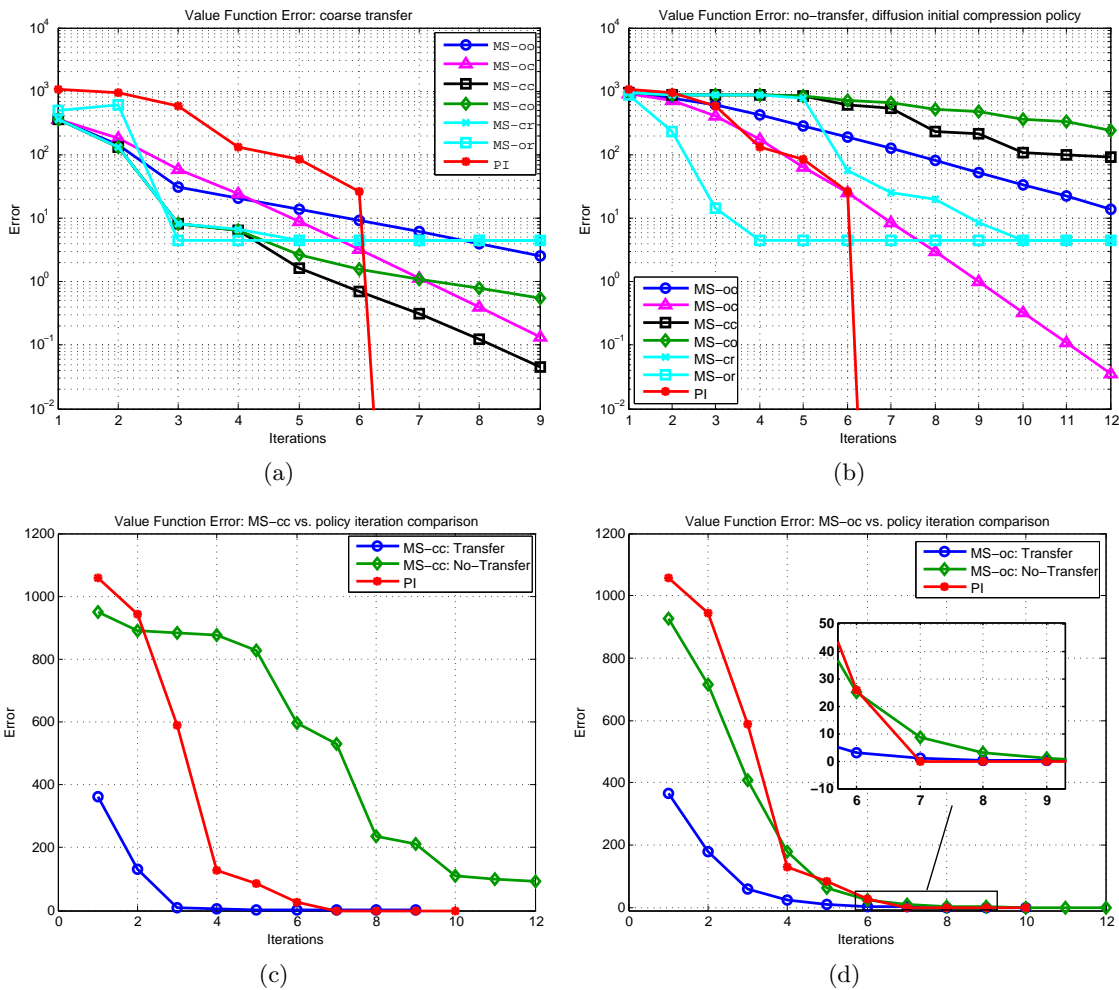 Value Function Error: coarse transfer
10^4
10^3
10^2
10^1
10^0
10^-1
10^-2
Error
1 2 3 4 5 6 7 8 9
Iterations
MS-oo
MS-oc
MS-cc
MS-co
MS-cr
MS-or
PI
(a)
Value Function Error: no-transfer, diffusion initial compression policy
10^4
10^3
10^2
10^1
10^0
10^-1
10^-2
Error
1 2 3 4 5 6 7 8 9 10 11 12
Iterations
MS-oo
MS-oc
MS-cc
MS-co
MS-cr
MS-or
PI
(b)
Value Function Error: MS-cc vs. policy iteration comparison
1200
1000
800
600
400
200
0
Error
0 2 4 6 8 10 12
Iterations
MS-cc: Transfer
MS-cc: No-Transfer
PI
(c)
Value Function Error: MS-oc vs. policy iteration comparison
1200
1000
800
600
400
200
0
Error
0 2 4 6 8 10 12
Iterations
MS-oc: Transfer
MS-oc: No-Transfer
PI
50
40
30
20
10
0
−10
6 7 8 9
(d)